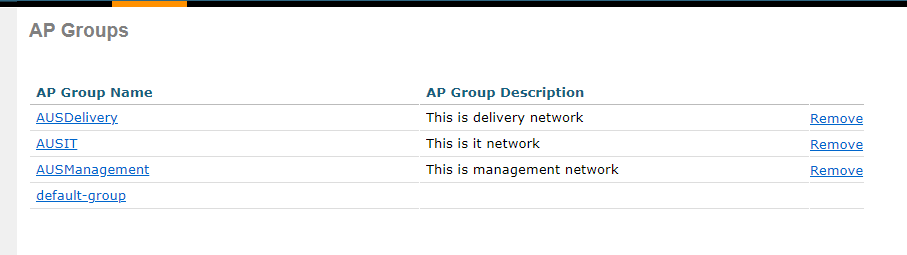 AP Groups
AP Group Name AP Group Description
AUSDelivery This is delivery network Remove
AUSIT This is it network Remove
AUSManagement This is management network Remove
default-group